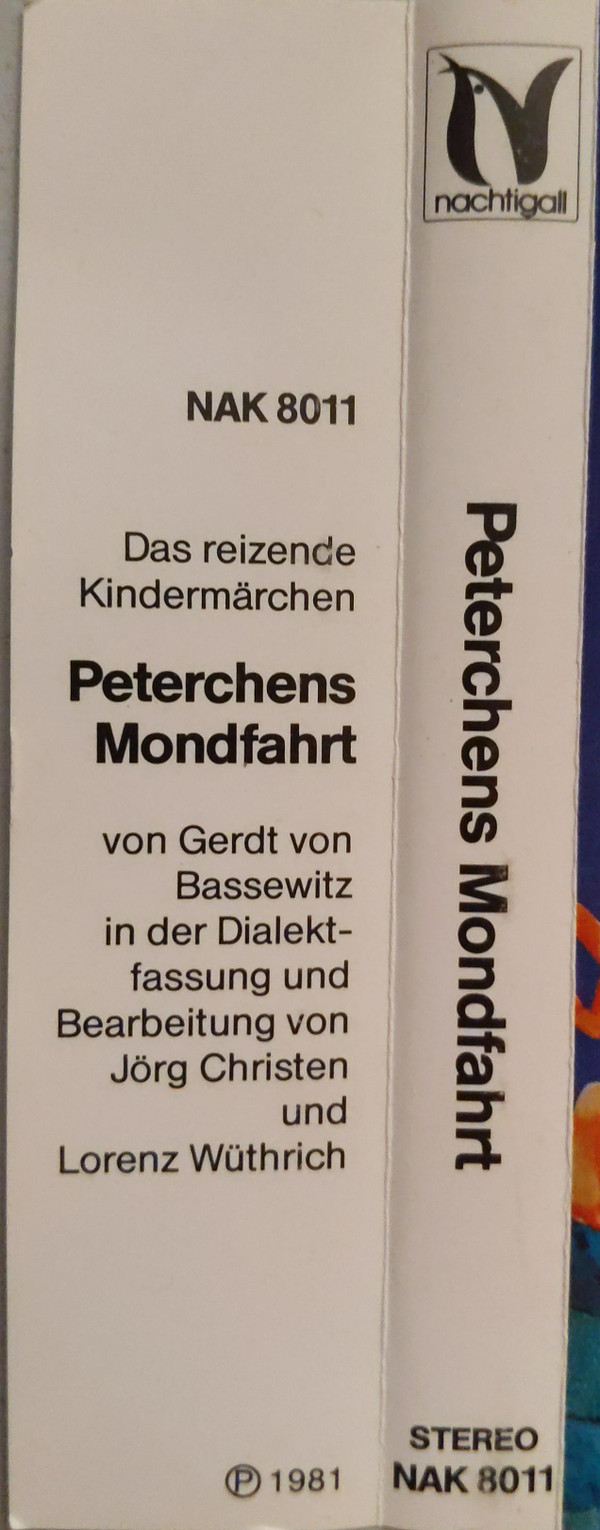 NAK 8011
Das reizende
Kindermärchen
Peterchens
Mondfahrt
von Gerdt von
Bassewitz
in der Dialekt-
fassung und
Bearbeitung von
Jörg Christen
und
Lorenz Wüthrich
Ⓟ 1981
nachtigall
Peterchens Mondfahrt
STEREO
NAK 8011